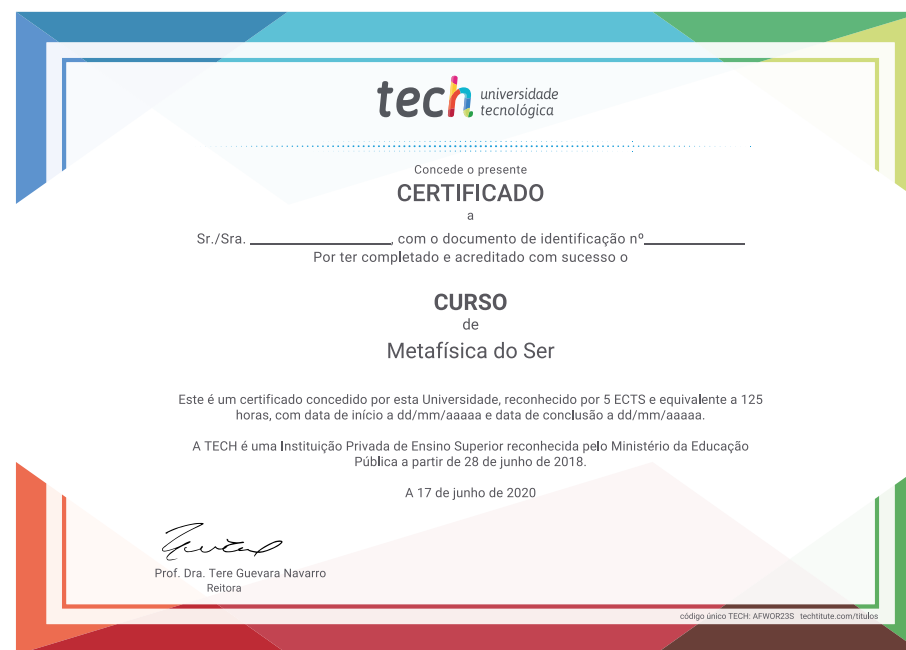 tech universidade
tecnológica
Concede o presente
CERTIFICADO
a
Sr./Sra. ____________________, com o documento de identificação nº______________
Por ter completado e acreditado com sucesso o
CURSO
de
Metafísica do Ser
Este é um certificado concedido por esta Universidade, reconhecido por 5 ECTS e equivalente a 125
horas, com data de início a dd/mm/aaaaa e data de conclusão a dd/mm/aaaaa.
A TECH é uma Instituição Privada de Ensino Superior reconhecida pelo Ministério da Educação
Pública a partir de 28 de junho de 2018.
A 17 de junho de 2020
Prof. Dra. Tere Guevara Navarro
Reitora
código único TECH: AFWOR23S techtitute.com/titulos